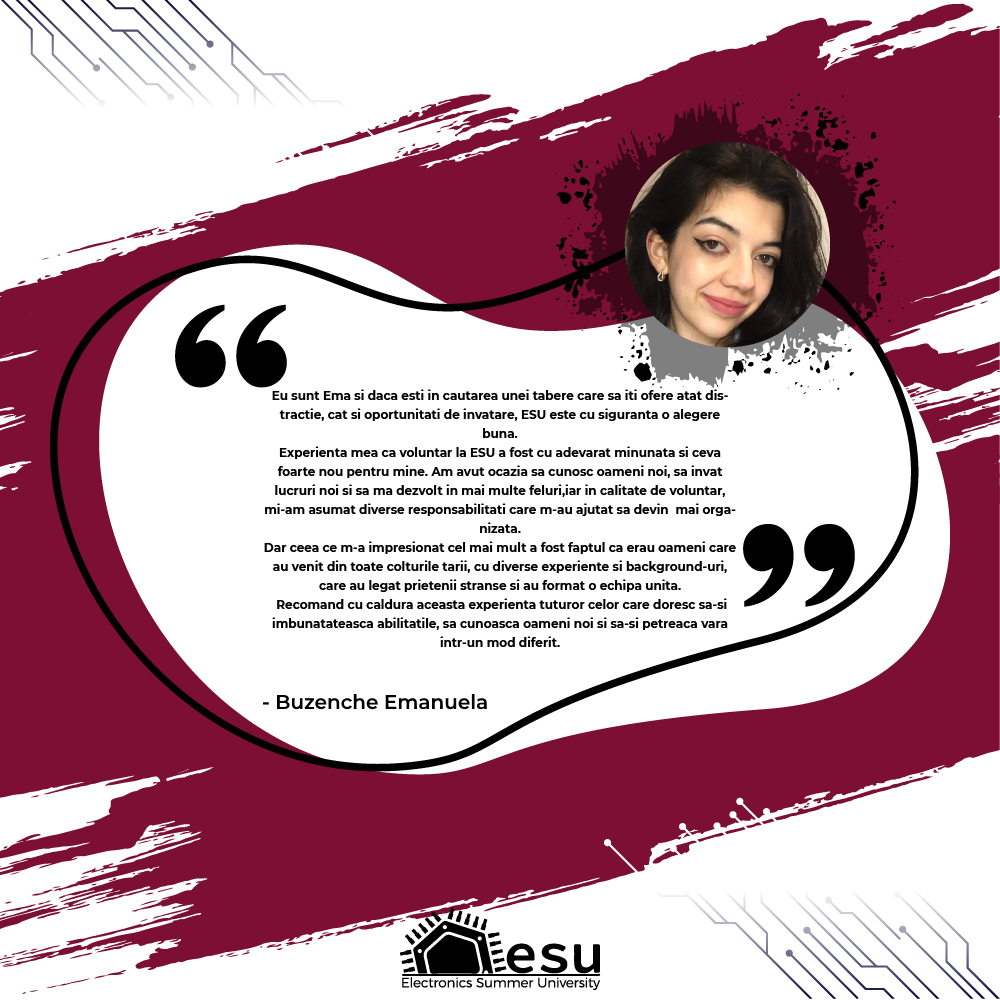 “
Eu sunt Ema si daca esti in cautarea unei tabere care sa iti ofere atat dis-
tractie, cat si oportunitati de invatare, ESU este cu siguranta o alegere
buna.
Experienta mea ca voluntar la ESU a fost cu adevarat minunata si ceva
foarte nou pentru mine. Am avut ocazia sa cunosc oameni noi, sa invat
lucruri noi si sa ma dezvolt in mai multe feluri,iar in calitate de voluntar,
mi-am asumat diverse responsabilitati care m-au ajutat sa devin  mai orga-
nizata.
Dar ceea ce m-a impresionat cel mai mult a fost faptul ca erau oameni care
au venit din toate colturile tarii, cu diverse experiente si background-uri,
care au legat prietenii stranse si au format o echipa unita.
Recomand cu caldura aceasta experienta tuturor celor care doresc sa-si
imbunatateasca abilitatile, sa cunoasca oameni noi si sa-si petreaca vara
intr-un mod diferit.
”
- Buzenche Emanuela
esu
Electronics Summer University